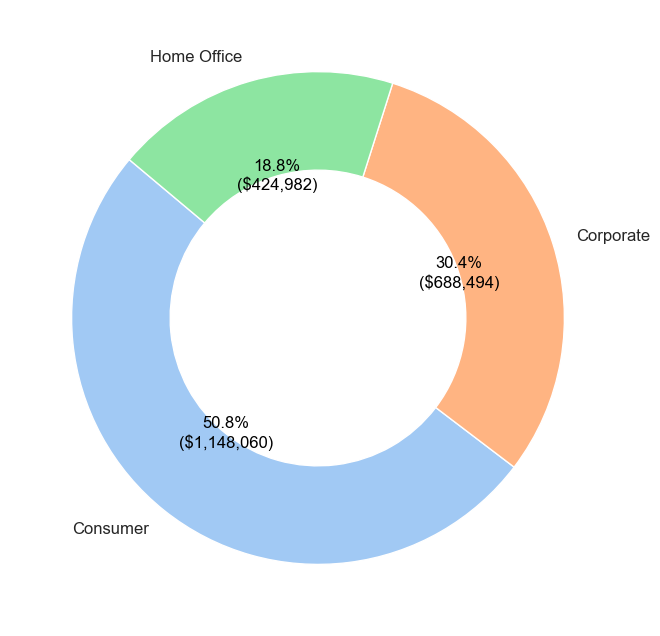 Home Office
18.8%
($424,982)
Corporate
30.4%
($688,494)
50.8%
($1,148,060)
Consumer